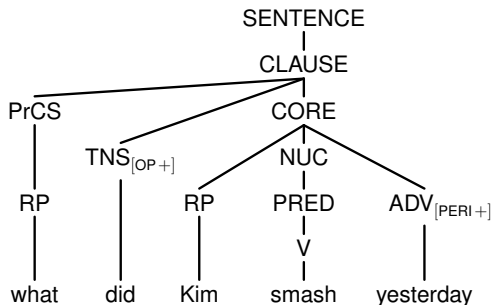 SENTENCE
CLAUSE
PrCS CORE
TNS[OP+] NUC
RP RP PRED ADV[PERI+]
V
what did Kim smash yesterday